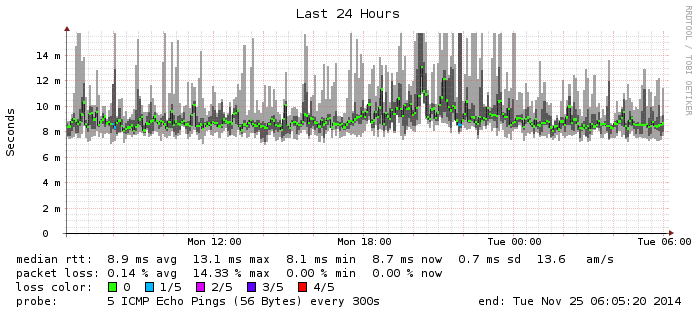 Last 24 Hours
RRDTOOL / TOBI OETIKER
Seconds
14 m
12 m
10 m
8 m
6 m
4 m
2 m
0
Mon 12:00 Mon 18:00 Tue 00:00 Tue 06:00
median rtt: 8.9 ms avg 13.1 ms max 8.1 ms min 8.7 ms now 0.7 ms sd 13.6 am/s
packet loss: 0.14 % avg 14.33 % max 0.00 % min 0.00 % now
loss color: 0 1/5 2/5 3/5 4/5
probe: 5 ICMP Echo Pings (56 Bytes) every 300s end: Tue Nov 25 06:05:20 2014